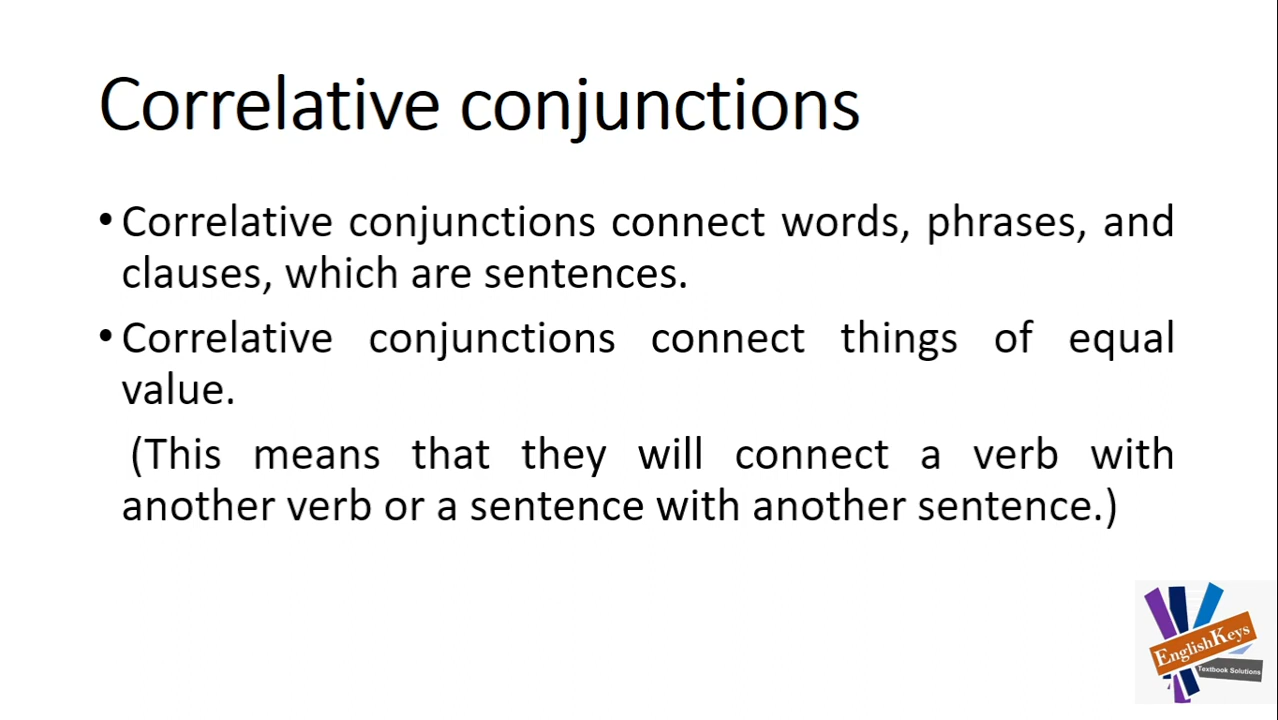 Correlative conjunctions
• Correlative conjunctions connect words, phrases, and
clauses, which are sentences.
• Correlative conjunctions connect things of equal
value.
(This means that they will connect a verb with
another verb or a sentence with another sentence.)
EnglishKeys
Textbook Solutions